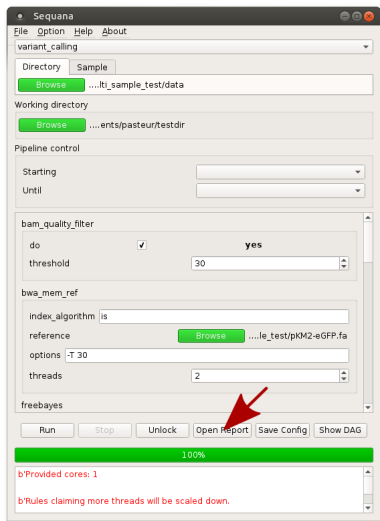 Sequana
File Option Help About
variant_calling
Directory Sample
Browse ....lti_sample_test/data
Working directory
Browse ....ents/pasteur/testdir
Pipeline control
Starting
Until
bam_quality_filter
do yes
threshold 30
bwa_mem_ref
index_algorithm is
reference Browse ....le_test/pKM2-eGFP.fa
options -T 30
threads 2
freebayes
Run Stop Unlock Open Report Save Config Show DAG
100%
b'Provided cores: 1
b'Rules claiming more threads will be scaled down.